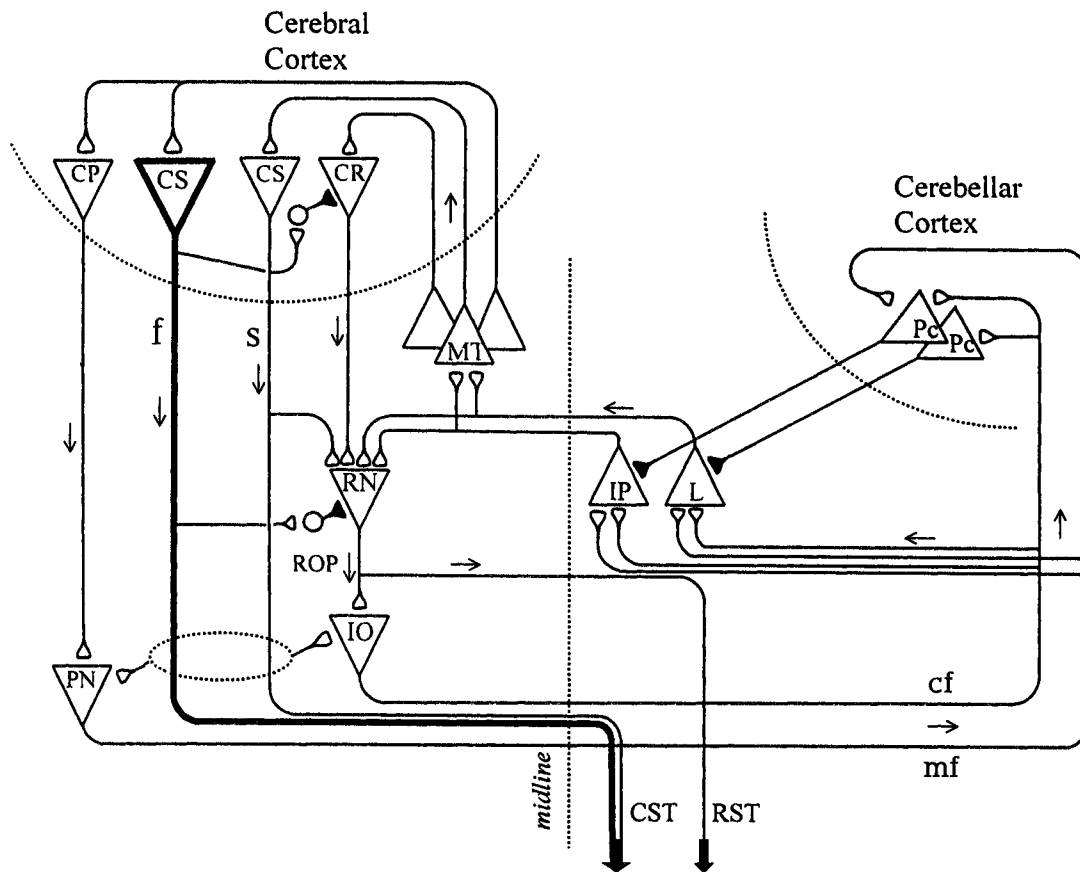 Cerebral
Cortex
CP
CS
CS
CR
Cerebellar
Cortex
Pc
Pc
f
s
MT
RN
IP
L
ROP
IO
PN
cf
mf
midline
CST
RST